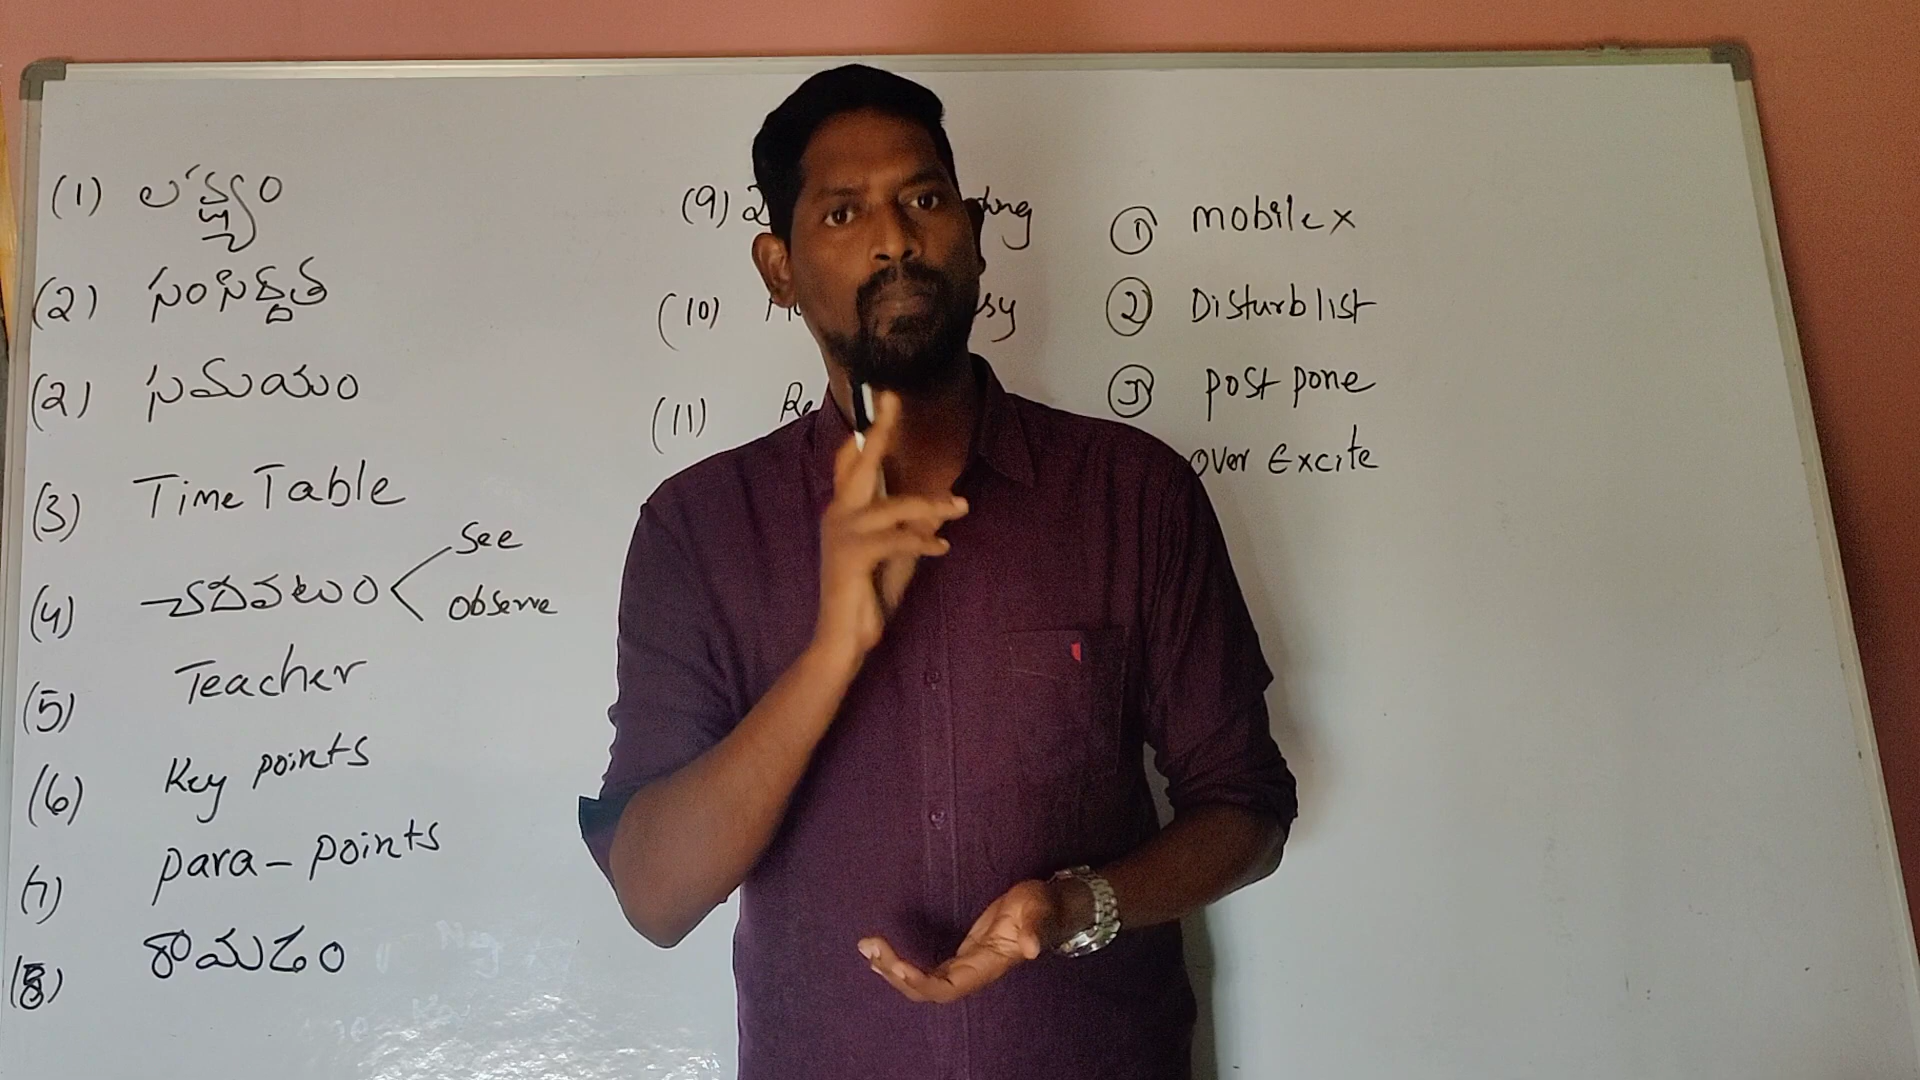 (1) లక్ష్యం
(2) సంసిద్ధత
(2) సమయం
(3) Time Table
(4) చదవటం
See
observe
(5) Teacher
(6) Key points
(7) para - points
(8) రాయడం
(9)
(10)
(11)
① mobile x
② Disturb list
③ post pone
over Excite